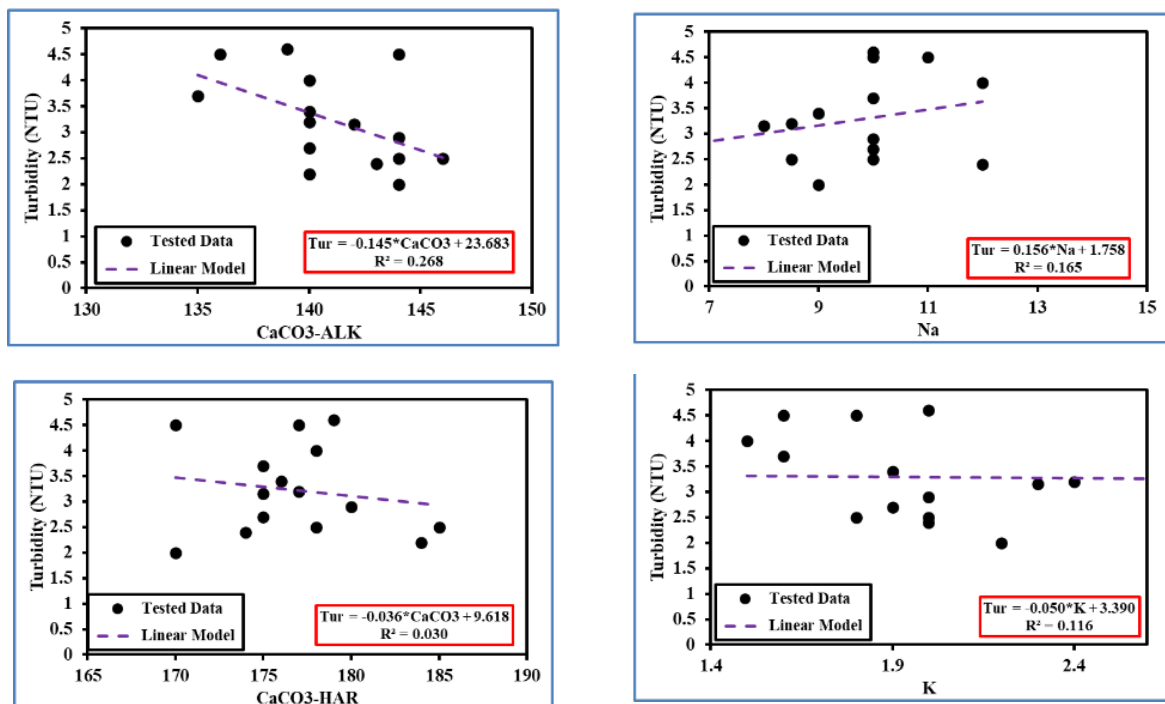 5
4.5
4
3.5
3
2.5
2
1.5
1
0.5
0
Turbidity (NTU)
Tested Data
Linear Model
Tur = -0.145*CaCO3 + 23.683
R² = 0.268
130 135 140 145 150
CaCO3-ALK
5
4.5
4
3.5
3
2.5
2
1.5
1
0.5
0
Turbidity (NTU)
Tested Data
Linear Model
Tur = 0.156*Na + 1.758
R² = 0.165
7 9 11 13 15
Na
5
4.5
4
3.5
3
2.5
2
1.5
1
0.5
0
Turbidity (NTU)
Tested Data
Linear Model
Tur = -0.036*CaCO3 + 9.618
R² = 0.030
165 170 175 180 185 190
CaCO3-HAR
5
4.5
4
3.5
3
2.5
2
1.5
1
0.5
0
Turbidity (NTU)
Tested Data
Linear Model
Tur = -0.050*K + 3.390
R² = 0.116
1.4 1.9 2.4
K